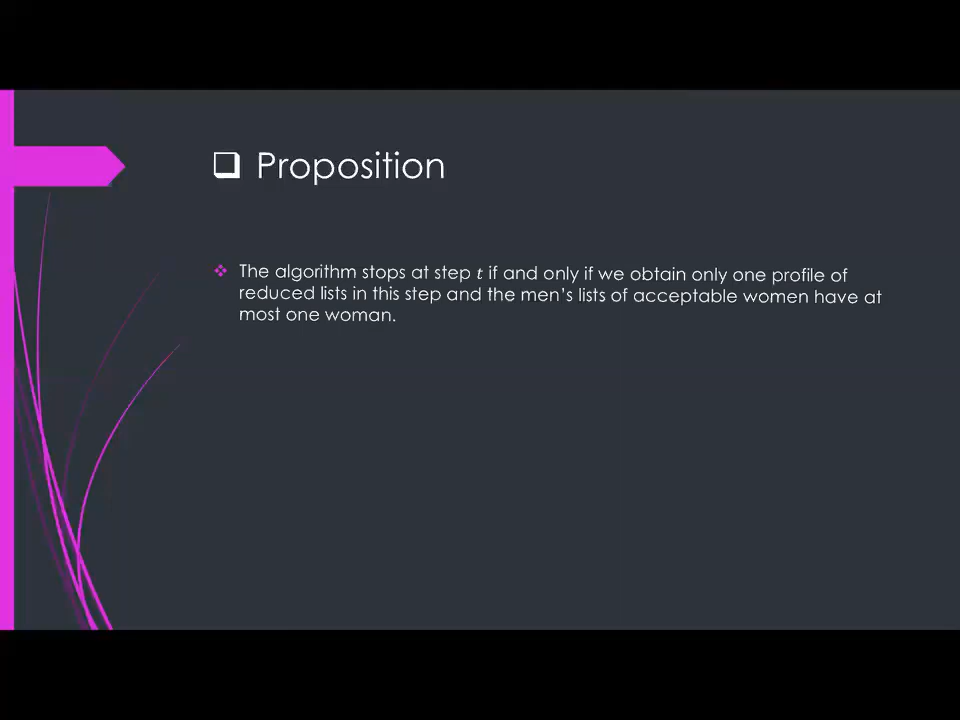 Proposition
The algorithm stops at step t if and only if we obtain only one profile of
reduced lists in this step and the men's lists of acceptable women have at
most one woman.